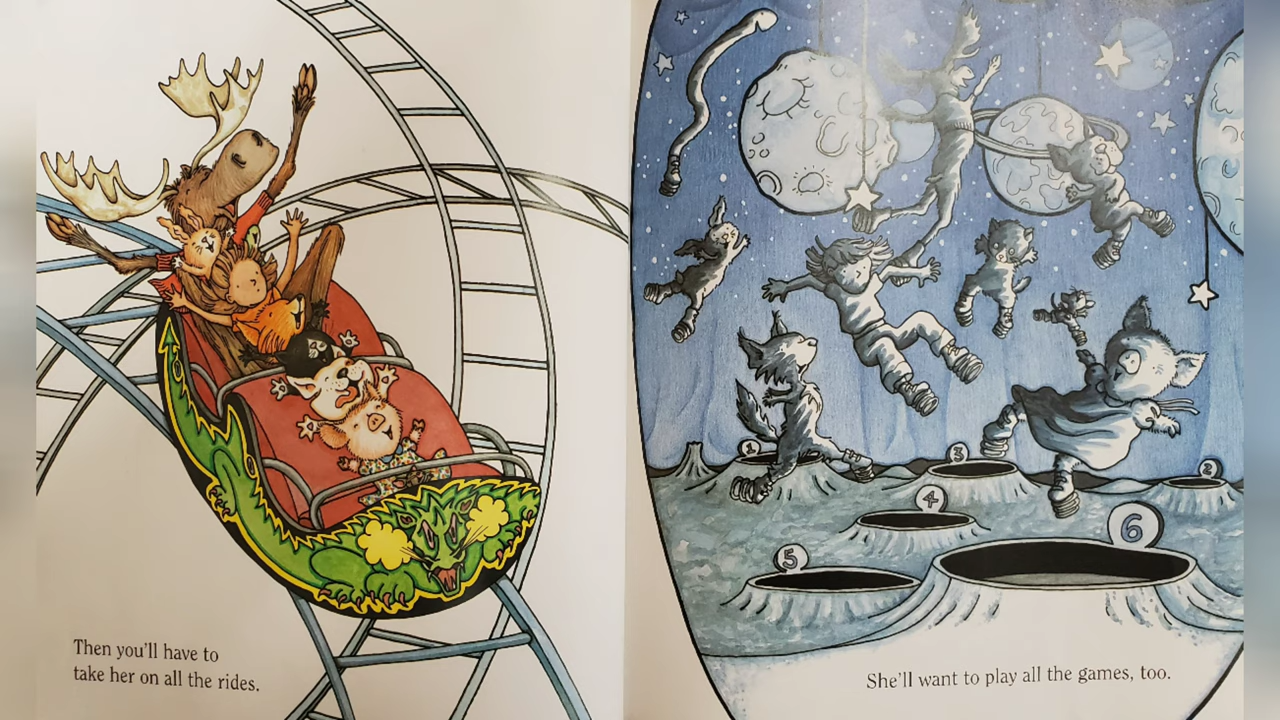 Then you'll have to
take her on all the rides.
1
3
2
4
5
6
She'll want to play all the games, too.